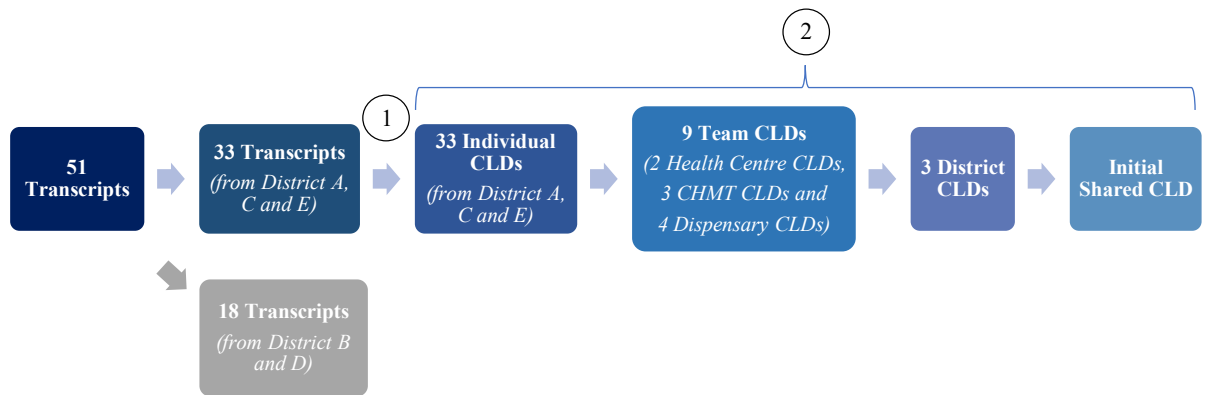 2
1
51
Transcripts
33 Transcripts
(from District A,
C and E)
33 Individual
CLDs
(from District A,
C and E)
9 Team CLDs
(2 Health Centre CLDs,
3 CHMT CLDs and
4 Dispensary CLDs)
3 District
CLDs
Initial
Shared CLD
18 Transcripts
(from District B
and D)